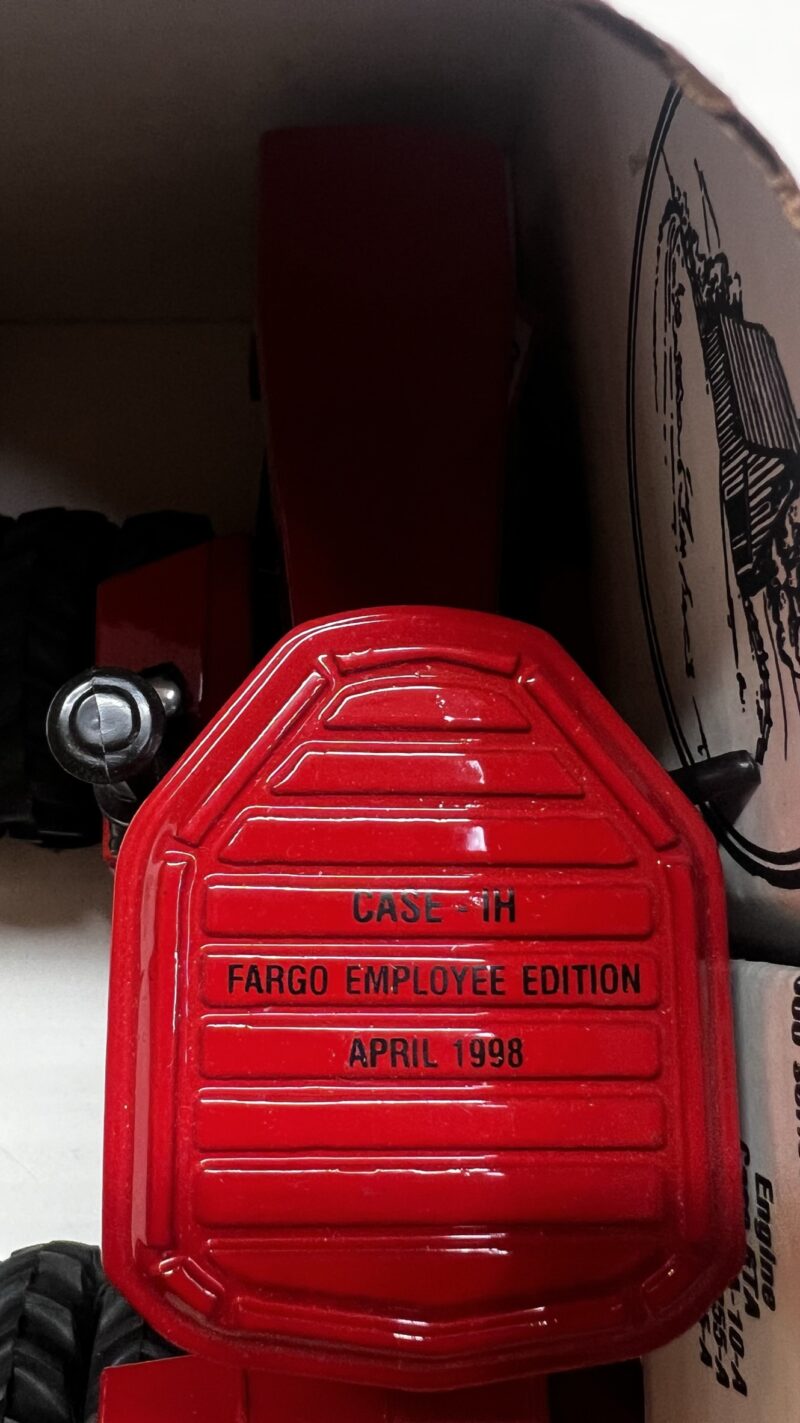 CASE - IH
FARGO EMPLOYEE EDITION
APRIL 1998
Engine